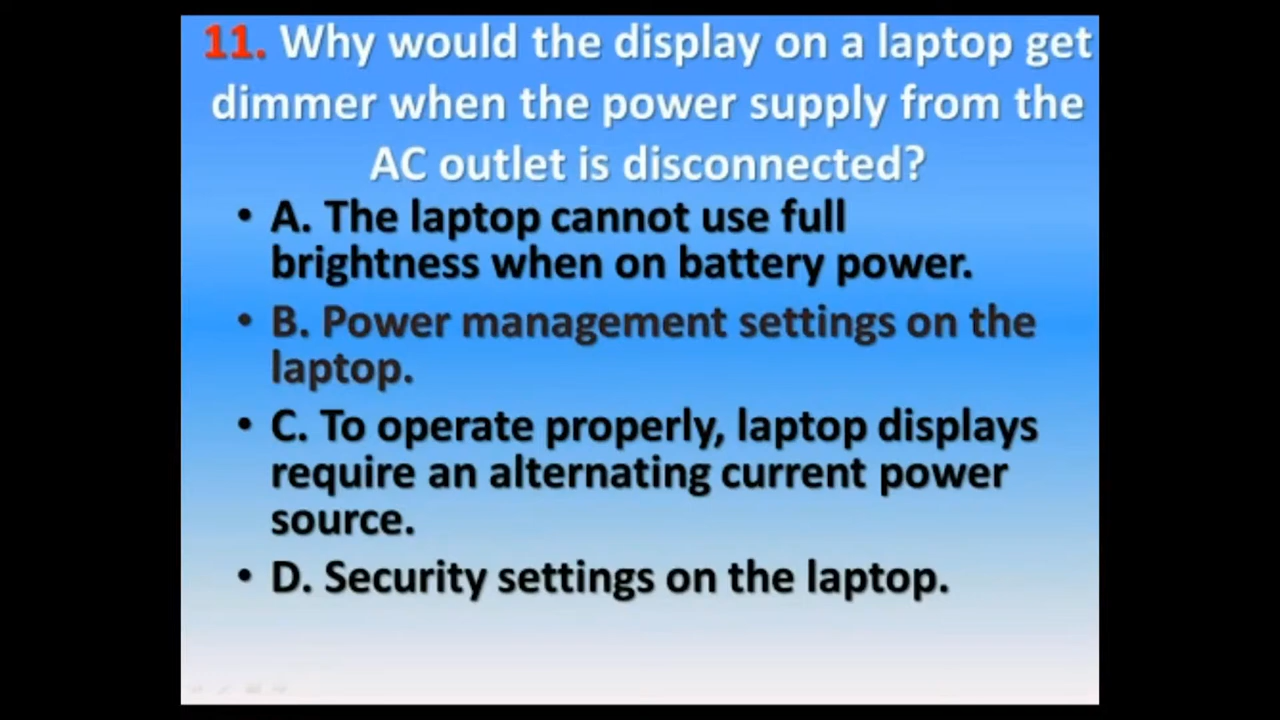 11. Why would the display on a laptop get
dimmer when the power supply from the
AC outlet is disconnected?
• A. The laptop cannot use full
brightness when on battery power.
• B. Power management settings on the
laptop.
• C. To operate properly, laptop displays
require an alternating current power
source.
• D. Security settings on the laptop.